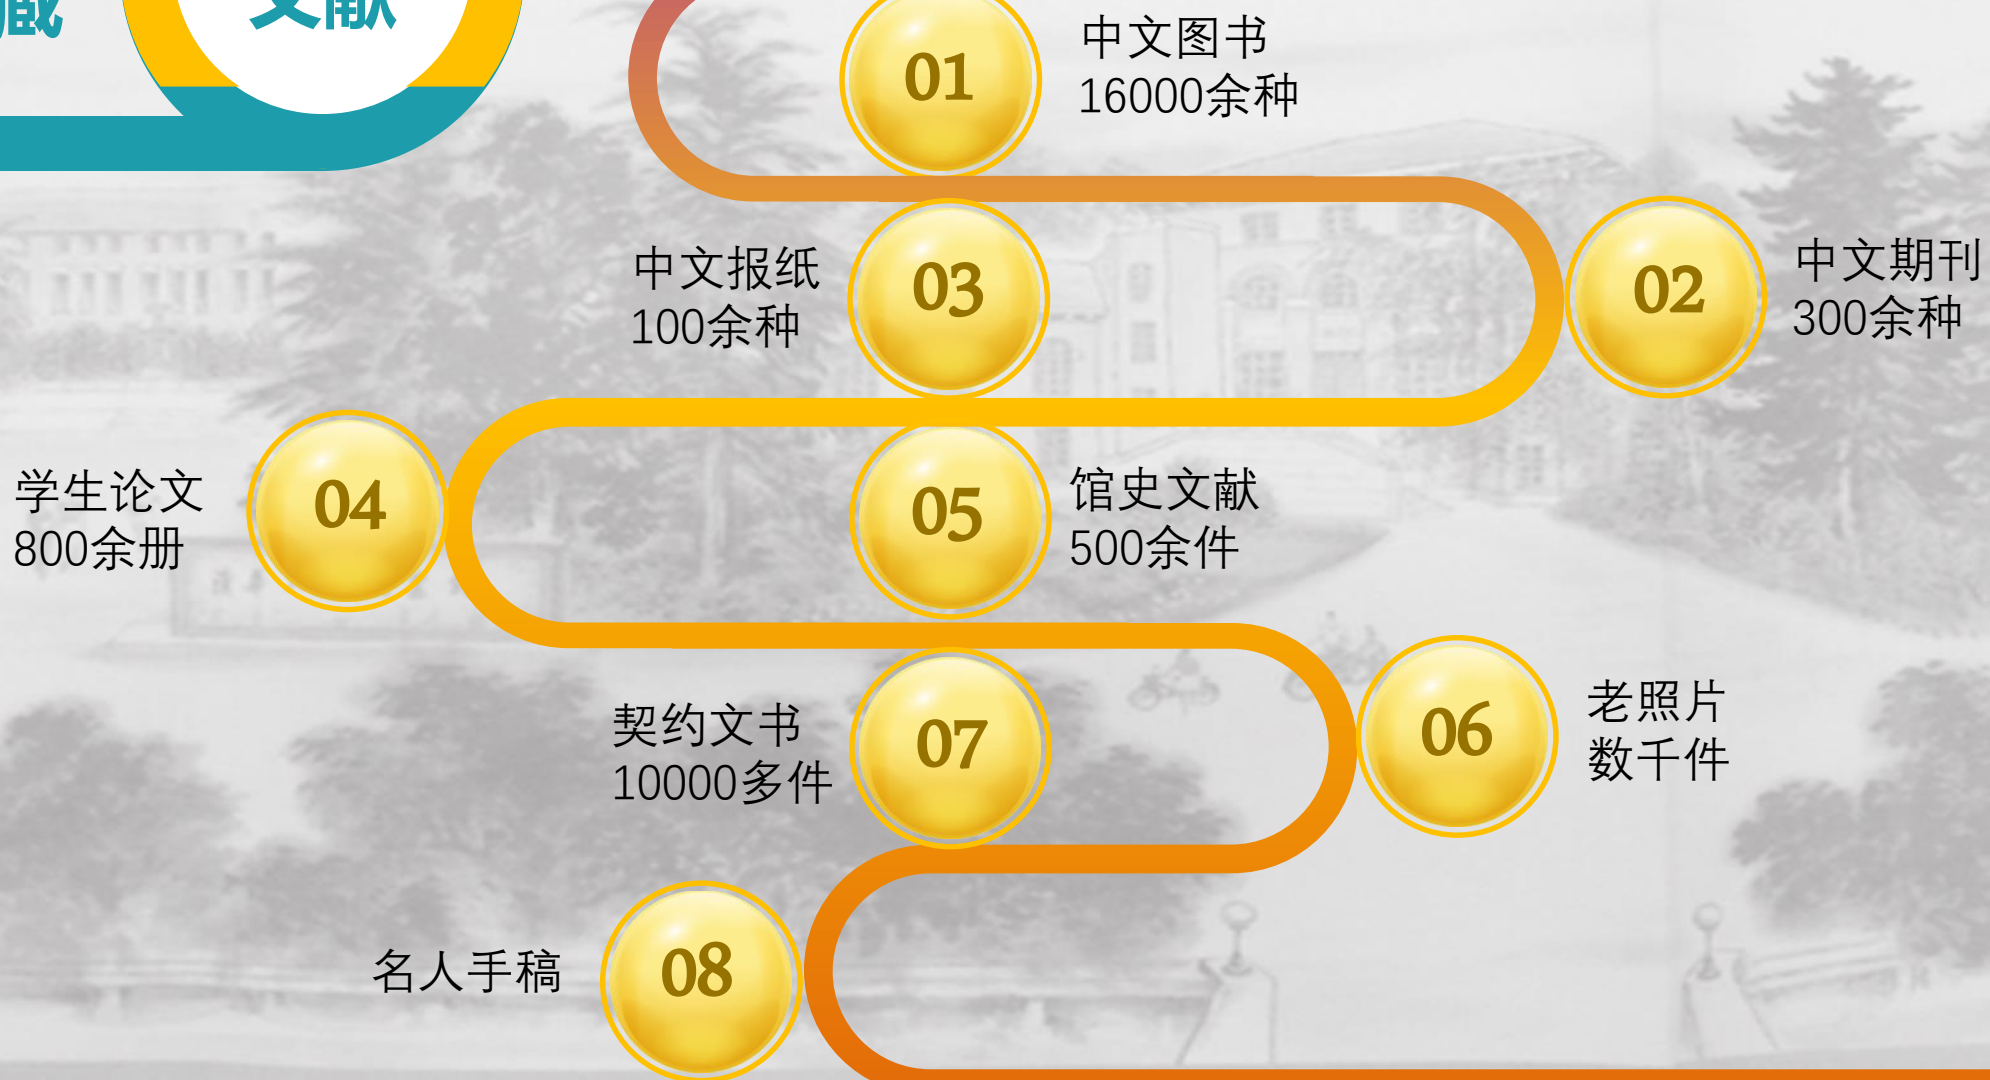 藏
文献
01
中文图书
16000余种
02
中文期刊
300余种
03
中文报纸
100余种
04
学生论文
800余册
05
馆史文献
500余件
06
老照片
数千件
07
契约文书
10000多件
08
名人手稿